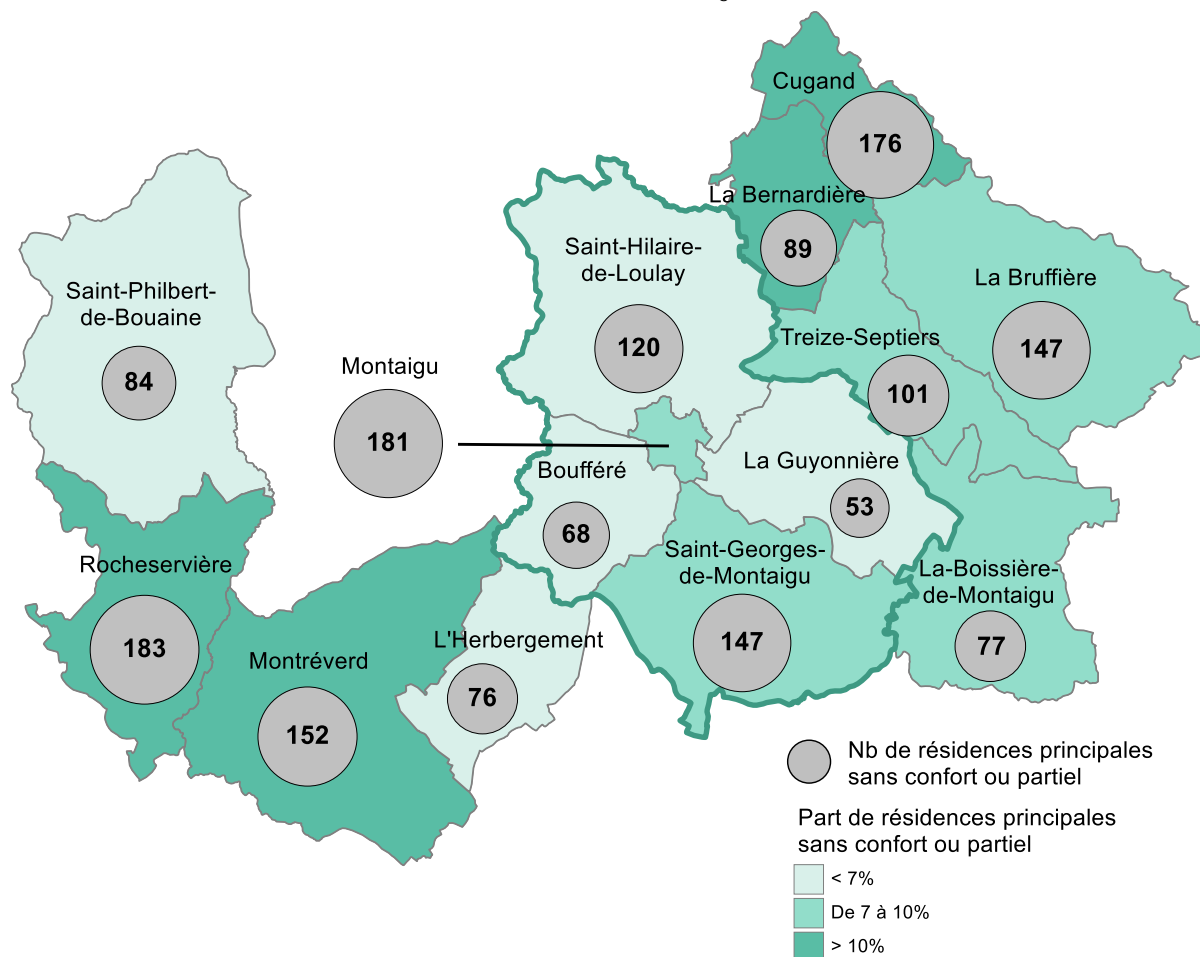 Cugand
176
La Bernardière
89
Saint-Hilaire-
de-Loulay
120
La Bruffière
147
Saint-Philbert-
de-Bouaine
84
Treize-Septiers
101
Montaigu
181
Boufféré
68
La Guyonnière
53
Rocheservière
183
Saint-Georges-
de-Montaigu
147
La-Boissière-
de-Montaigu
77
L'Herbergement
76
Montréverd
152
Nb de résidences principales
sans confort ou partiel
Part de résidences principales
sans confort ou partiel
< 7%
De 7 à 10%
> 10%